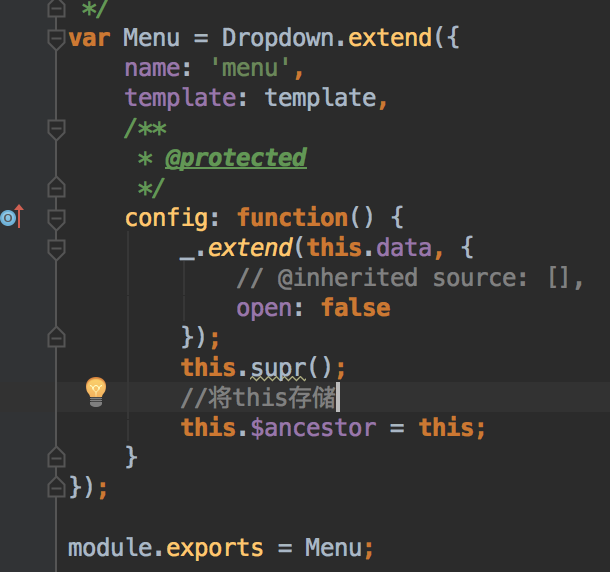 */
var Menu = Dropdown.extend({
name: 'menu',
template: template,
/**
* @protected
*/
config: function() {
_.extend(this.data, {
// @inherited source: [],
open: false
});
this.supr();
//将this存储
this.$ancestor = this;
}
});
module.exports = Menu;